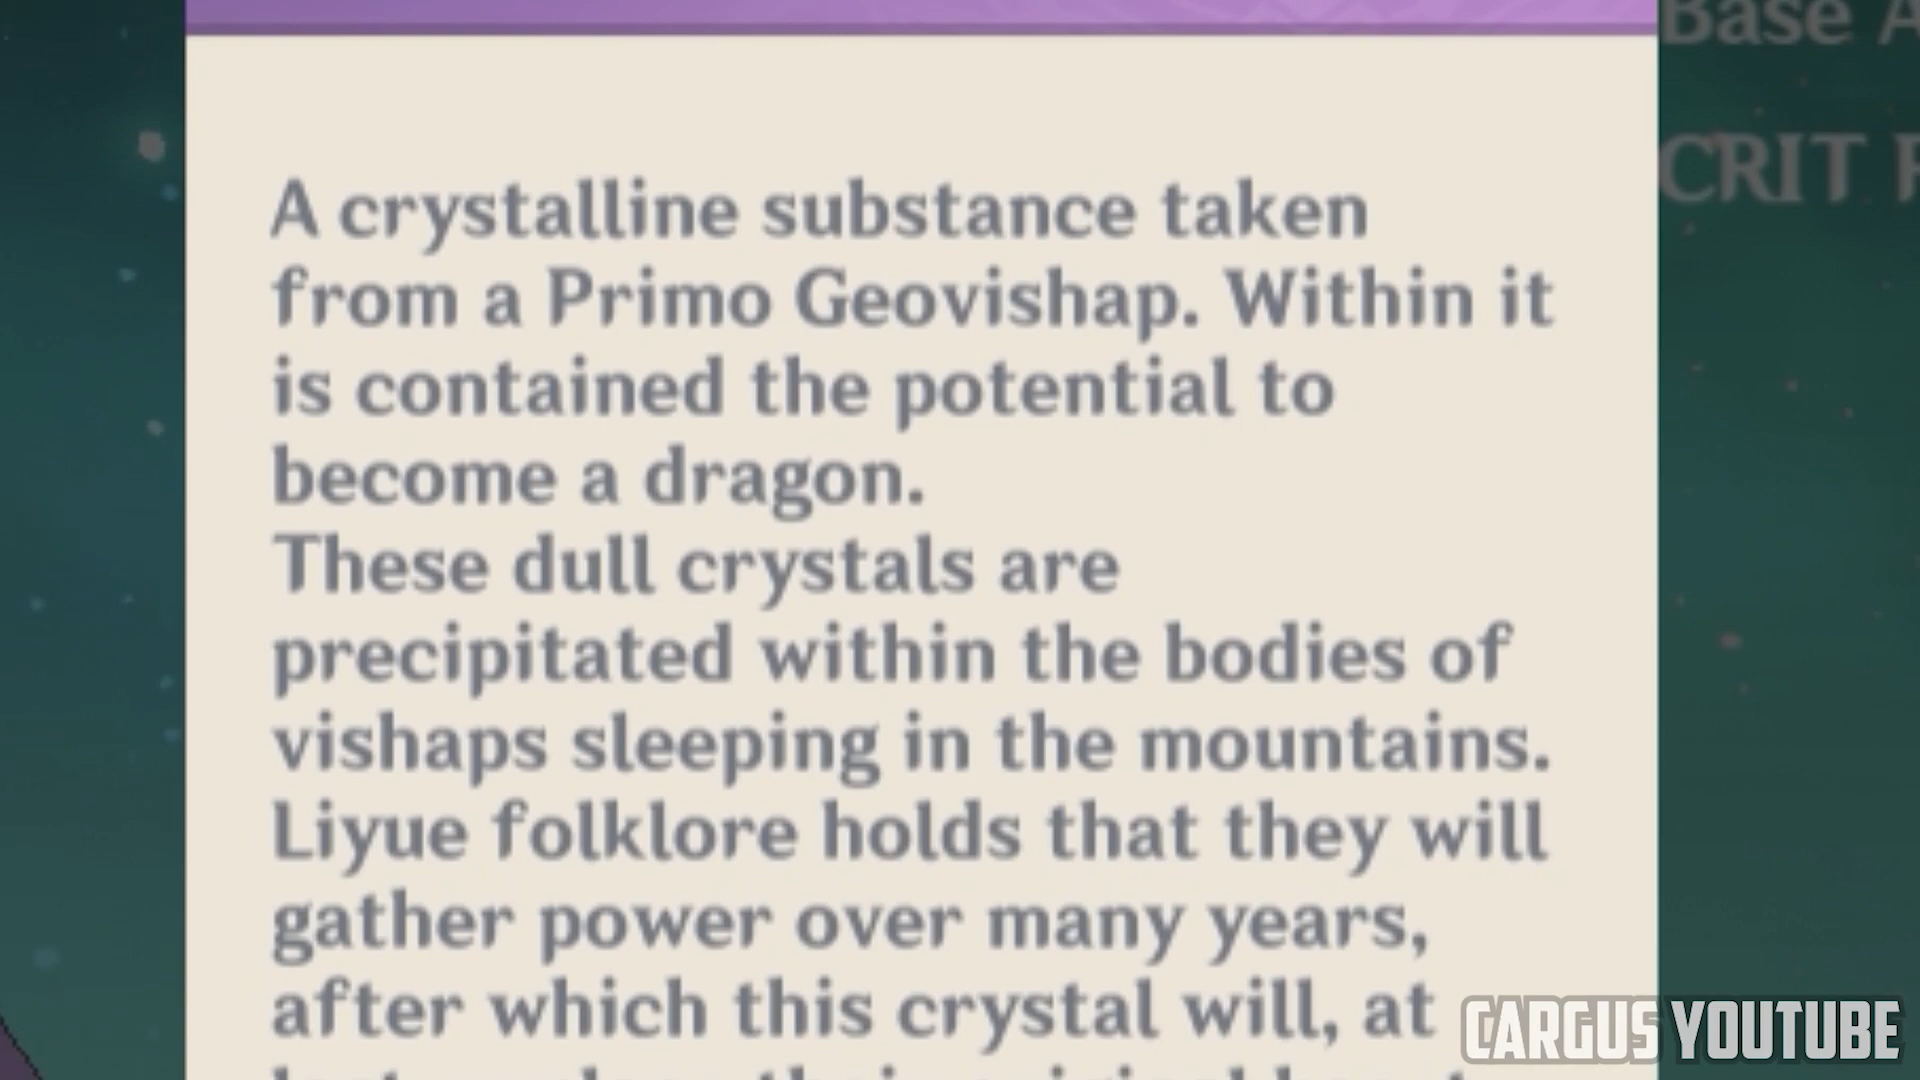 Base A
CRIT
A crystalline substance taken
from a Primo Geovishap. Within it
is contained the potential to
become a dragon.
These dull crystals are
precipitated within the bodies of
vishaps sleeping in the mountains.
Liyue folklore holds that they will
gather power over many years,
after which this crystal will, at
CARGUS YOUTUBE